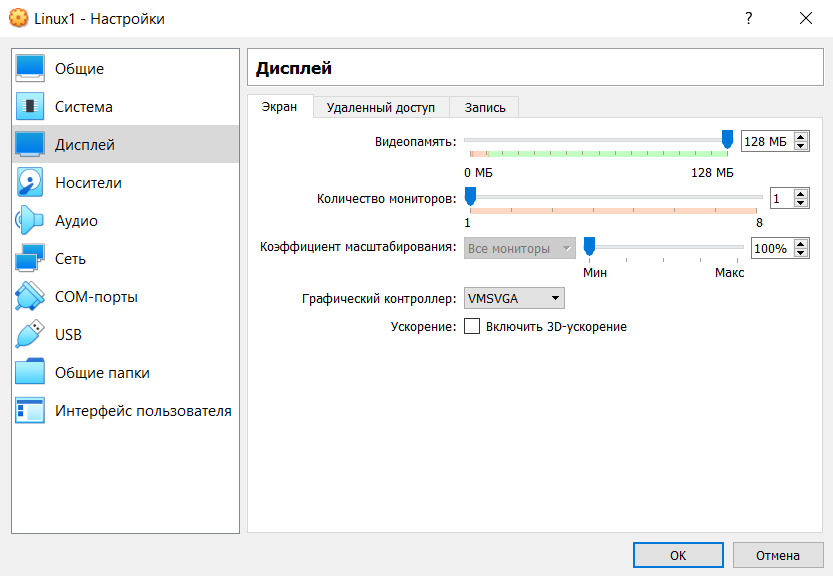 Linux1 - Настройки
?
Общие
Система
Дисплей
Носители
Аудио
Сеть
COM-порты
USB
Общие папки
Интерфейс пользователя
Дисплей
Экран
Удаленный доступ
Запись
Видеопамять:
128 МБ
0 МБ
128 МБ
Количество мониторов:
1
1
8
Коэффициент масштабирования:
Все мониторы
100%
Мин
Макс
Графический контроллер:
VMSVGA
Ускорение:
Включить 3D-ускорение
OK
Отмена